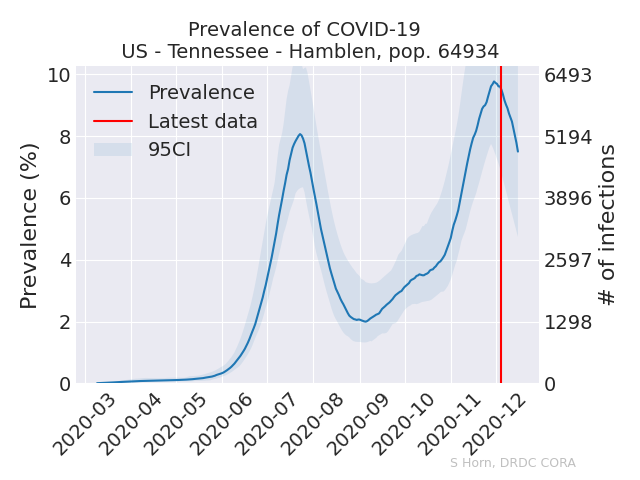 Prevalence of COVID-19
US - Tennessee - Hamblen, pop. 64934
Prevalence
Latest data
95CI
Prevalence (%)
10
8
6
4
2
0
6493
5194
3896
2597
1298
0
# of infections
2020-03
2020-04
2020-05
2020-06
2020-07
2020-08
2020-09
2020-10
2020-11
2020-12
S Horn, DRDC CORA